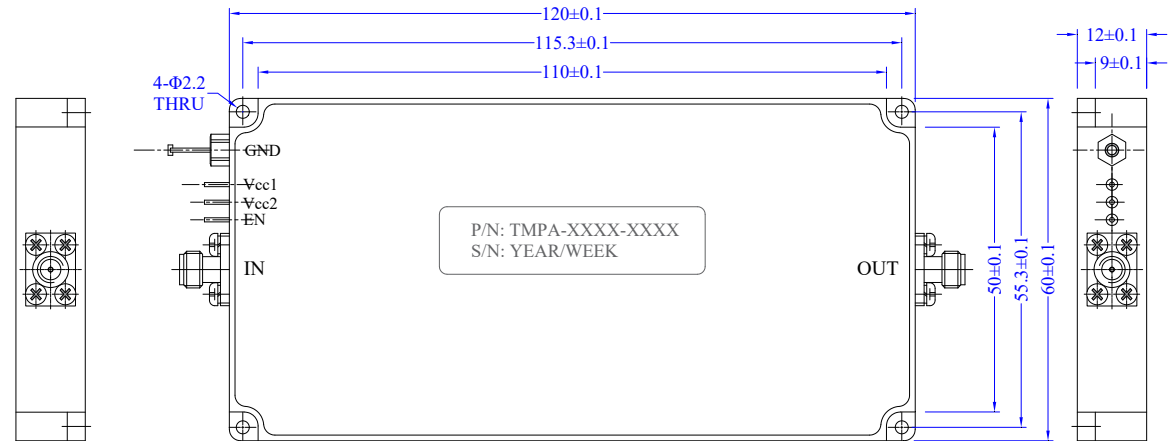 120±0.1
115.3±0.1
110±0.1
12±0.1
9±0.1
4-Φ2.2
THRU
GND
Vcc1
Vcc2
EN
IN
P/N: TMPA-XXXX-XXXX
S/N: YEAR/WEEK
OUT
50±0.1
55.3±0.1
60±0.1